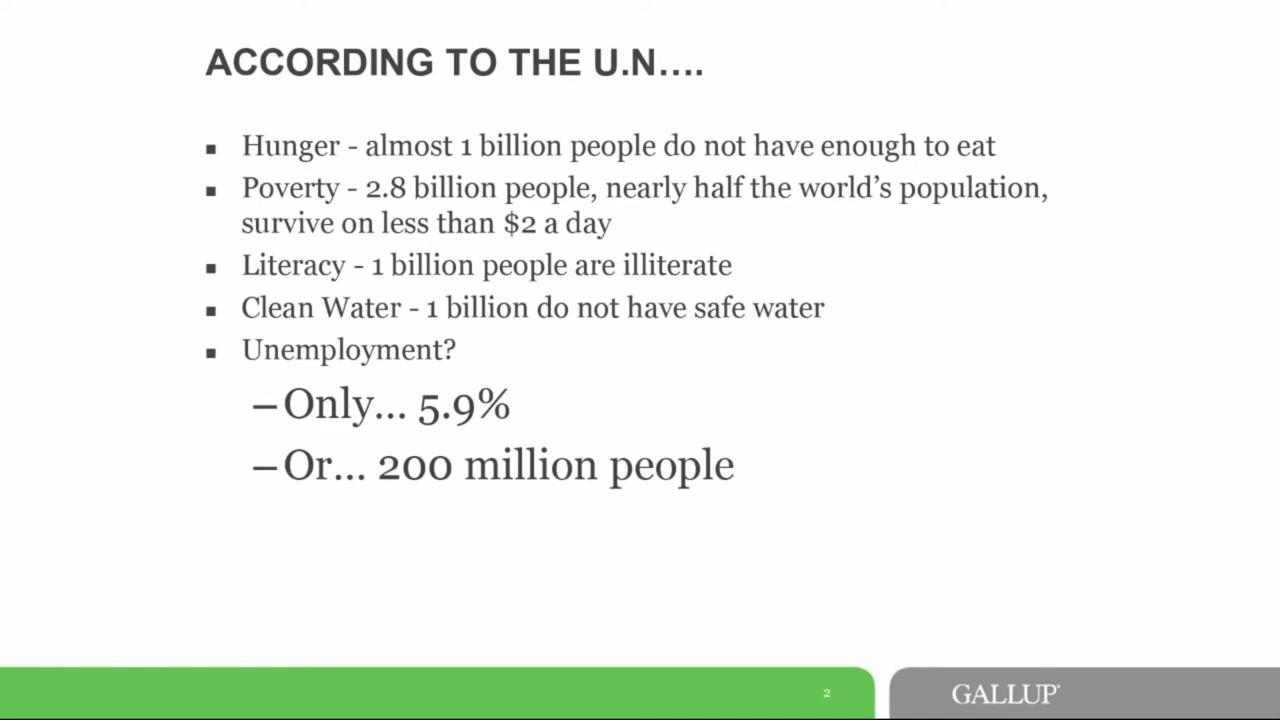 ACCORDING TO THE U.N….
▪ Hunger - almost 1 billion people do not have enough to eat
▪ Poverty - 2.8 billion people, nearly half the world’s population,
survive on less than $2 a day
▪ Literacy - 1 billion people are illiterate
▪ Clean Water - 1 billion do not have safe water
▪ Unemployment?
–Only… 5.9%
–Or… 200 million people
2
GALLUP®